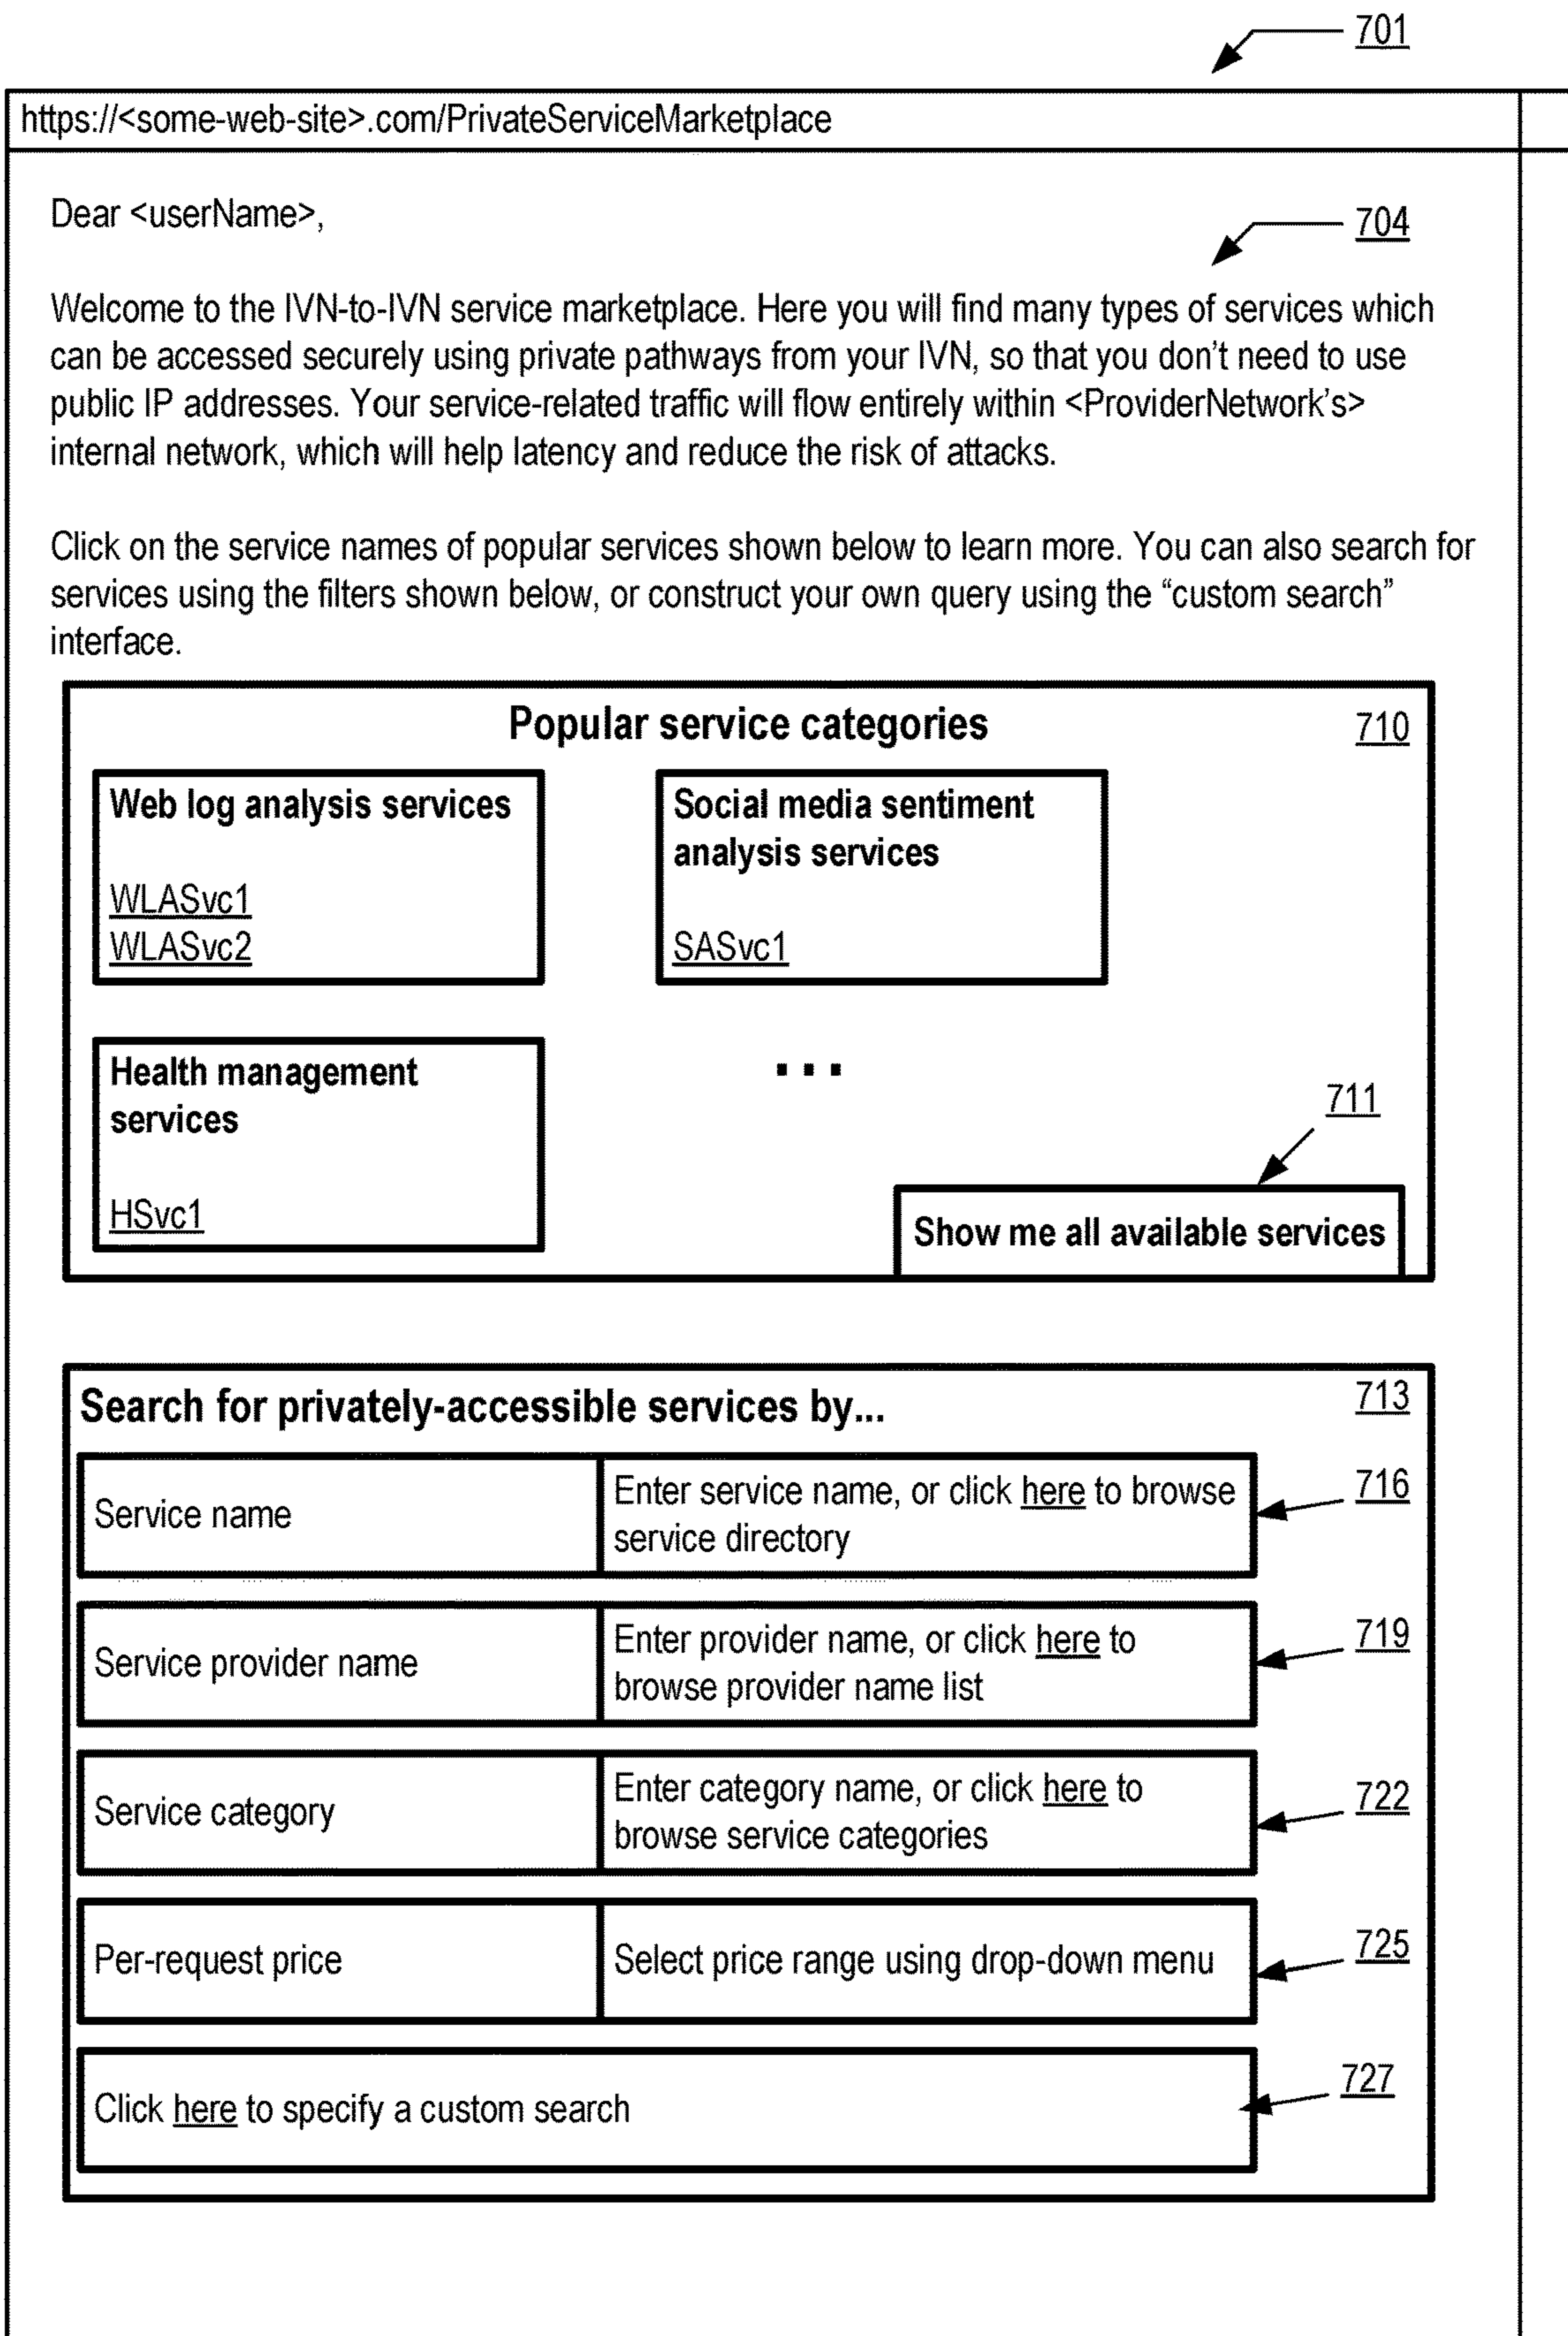 701
https://<some-web-site>.com/PrivateServiceMarketplace
Dear <userName>,
704
Welcome to the IVN-to-IVN service marketplace. Here you will find many types of services which
can be accessed securely using private pathways from your IVN, so that you don't need to use
public IP addresses. Your service-related traffic will flow entirely within <ProviderNetwork's>
internal network, which will help latency and reduce the risk of attacks.
Click on the service names of popular services shown below to learn more. You can also search for
services using the filters shown below, or construct your own query using the “custom search”
interface.
Popular service categories
710
Web log analysis services
WLASvc1
WLASvc2
Social media sentiment
analysis services
SASvc1
Health management
services
HSvc1
...
711
Show me all available services
Search for privately-accessible services by...
713
Service name
Enter service name, or click here to browse
service directory
716
Service provider name
Enter provider name, or click here to
browse provider name list
719
Service category
Enter category name, or click here to
browse service categories
722
Per-request price
Select price range using drop-down menu
725
Click here to specify a custom search
727